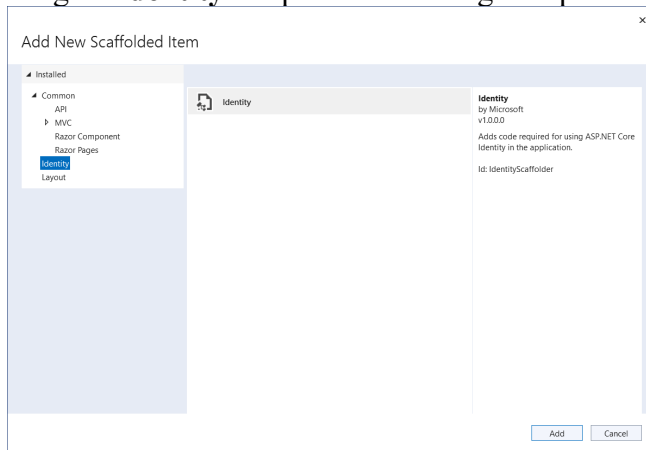 ×
Add New Scaffolded Item
Installed
Common
API
MVC
Razor Component
Razor Pages
Identity
Layout
Identity
Identity
by Microsoft
v1.0.0.0
Adds code required for using ASP.NET Core
Identity in the application.
Id: IdentityScaffolder
Add Cancel